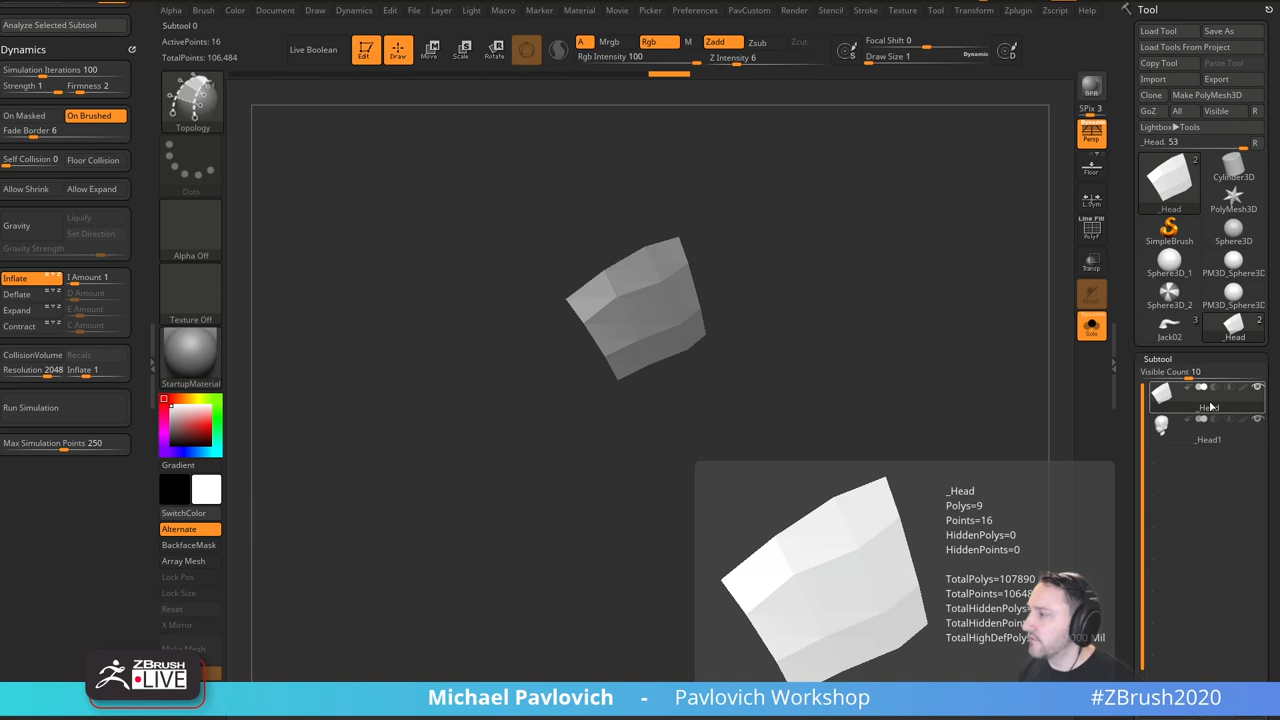 Alpha Brush Color Document Draw Dynamics Edit File Layer Light Macro Marker Material Movie Picker Preferences PavCustom Render Stencil Stroke Texture Tool Transform Zplugin Zscript Help
Tool
Analyze Selected Subtool
Dynamics
Simulation Iterations 100
Strength 1 Firmness 2
On Masked On Brushed
Fade Border 6
Self Collision 0 Floor Collision
Allow Shrink Allow Expand
Gravity
Liquify
Set Direction
Gravity Strength
Inflate I Amount 1
Deflate D Amount
Expand E Amount
Contract C Amount
CollisionVolume Recalc
Resolution 2048 Inflate 1
Run Simulation
Max Simulation Points 250
Subtool 0
ActivePoints: 16
TotalPoints: 106,484
Live Boolean
Edit Draw Move Scale Rotate
A Mrgb
Rgb M
Rgb Intensity 100
Zadd Zsub Zcut
Z Intensity 6
S
Focal Shift 0
Draw Size 1
Dynamic
D
Topology
Dots
Alpha Off
Texture Off
StartupMaterial
Gradient
SwitchColor
Alternate
BackfaceMask
Array Mesh
Lock Pos
Lock Size
Reset
X Mirror
BPR
SPix 3
Dynamic
Persp
Floor
L.Sym
Line Fill
PolyF
Transp
Ghost
Solo
Load Tool Save As
Load Tools From Project
Copy Tool Paste Tool
Import Export
Clone Make PolyMesh3D
GoZ All Visible R
Lightbox▶Tools
_Head. 53 R
2
_Head
Cylinder3D
PolyMesh3D
SimpleBrush Sphere3D
Sphere3D_1 PM3D_Sphere3D
Sphere3D_2 PM3D_Sphere3D
3 2
Jack02 _Head
Subtool
Visible Count 10
_Head
_Head1
_Head
Polys=9
Points=16
HiddenPolys=0
HiddenPoints=0
TotalPolys=107890
TotalPoints=10648
TotalHiddenPolys=
TotalHiddenPoin
TotalHighDefPoly
Mil
ZBRUSH
LIVE
Michael Pavlovich - Pavlovich Workshop #ZBrush2020